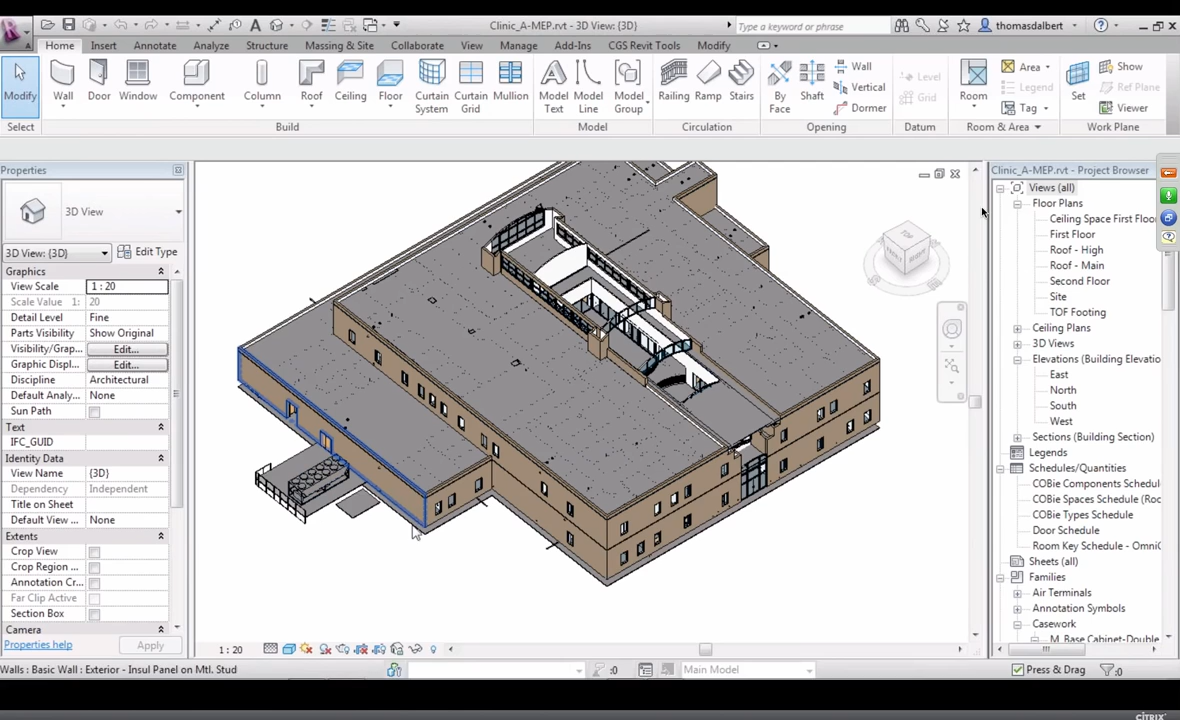 Clinic_A-MEP.rvt - 3D View: {3D}
Type a keyword or phrase
thomasdalbert
Home Insert Annotate Analyze Structure Massing & Site Collaborate View Manage Add-Ins CGS Revit Tools Modify
Modify Wall Door Window Component Column Roof Ceiling Floor Curtain System Curtain Grid Mullion Model Text Model Line Model Group Railing Ramp Stairs By Face Shaft Wall Vertical Dormer Level Grid Room Area Legend Tag Set Show Ref Plane Viewer
Select Build Model Circulation Opening Datum Room & Area Work Plane
Properties
3D View
3D View: {3D} Edit Type
Graphics
View Scale 1 : 20
Scale Value 1: 20
Detail Level Fine
Parts Visibility Show Original
Visibility/Grap... Edit...
Graphic Displ... Edit...
Discipline Architectural
Default Analy... None
Sun Path
Text
IFC_GUID
Identity Data
View Name {3D}
Dependency Independent
Title on Sheet
Default View ... None
Extents
Crop View
Crop Region ...
Annotation Cr...
Far Clip Active
Section Box
Camera
Properties help Apply
TOP
FRONT
1 : 20
Clinic_A-MEP.rvt - Project Browser
Views (all)
Floor Plans
Ceiling Space First Floo
First Floor
Roof - High
Roof - Main
Second Floor
Site
TOF Footing
Ceiling Plans
3D Views
Elevations (Building Elevatio
East
North
South
West
Sections (Building Section)
Legends
Schedules/Quantities
COBie Components Schedul
COBie Spaces Schedule (Roo
COBie Types Schedule
Door Schedule
Room Key Schedule - OmniC
Sheets (all)
Families
Air Terminals
Annotation Symbols
Casework
M_Base Cabinet-Double
Walls : Basic Wall : Exterior - Insul Panel on Mtl. Stud
:0
Main Model
Press & Drag
:0
CITRIX